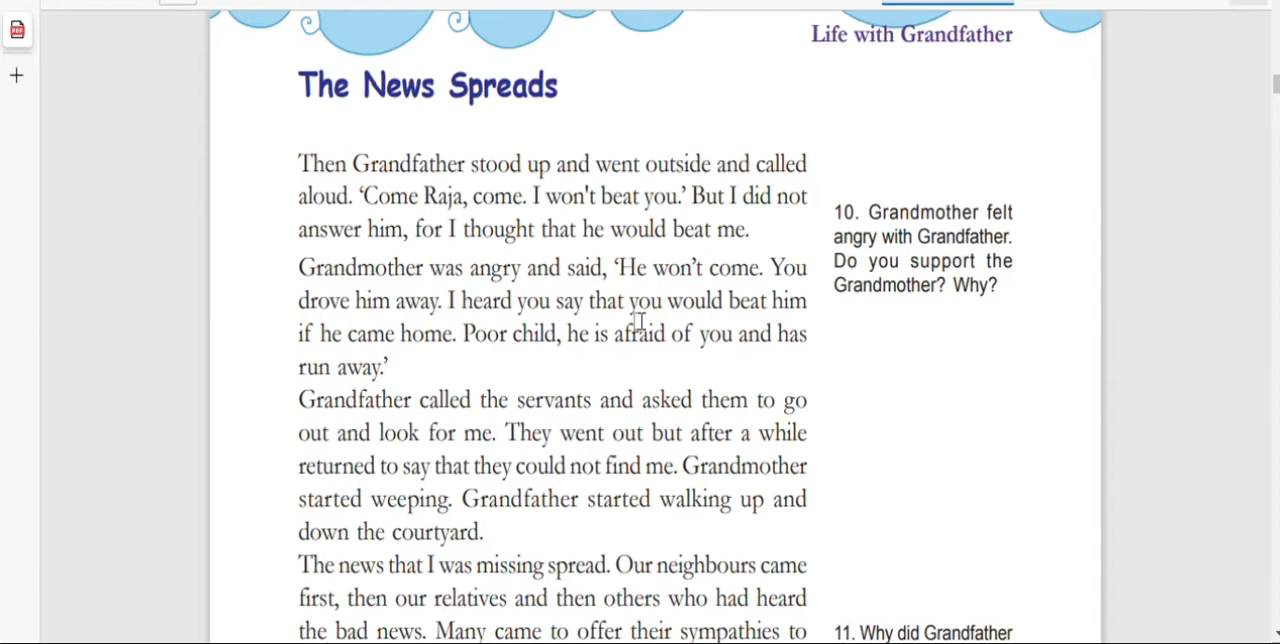 Life with Grandfather
The News Spreads
Then Grandfather stood up and went outside and called
aloud. ‘Come Raja, come. I won't beat you.’ But I did not
answer him, for I thought that he would beat me.
Grandmother was angry and said, ‘He won’t come. You
drove him away. I heard you say that you would beat him
if he came home. Poor child, he is afraid of you and has
run away.’
Grandfather called the servants and asked them to go
out and look for me. They went out but after a while
returned to say that they could not find me. Grandmother
started weeping. Grandfather started walking up and
down the courtyard.
The news that I was missing spread. Our neighbours came
first, then our relatives and then others who had heard
the bad news. Many came to offer their sympathies to
10. Grandmother felt
angry with Grandfather.
Do you support the
Grandmother? Why?
11. Why did Grandfather